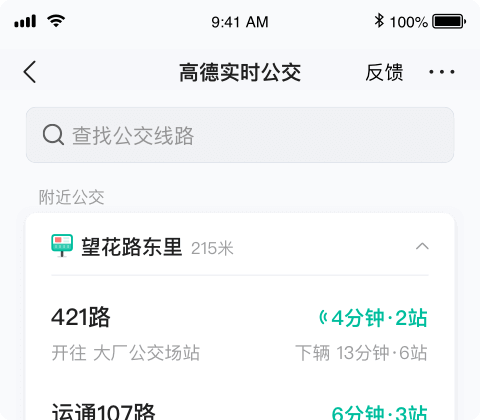 9:41 AM 100%
高德实时公交 反馈
查找公交线路
附近公交
望花路东里 215米
421路 4分钟·2站
开往 大厂公交场站 下辆 13分钟·6站
运通107路 6分钟·3站